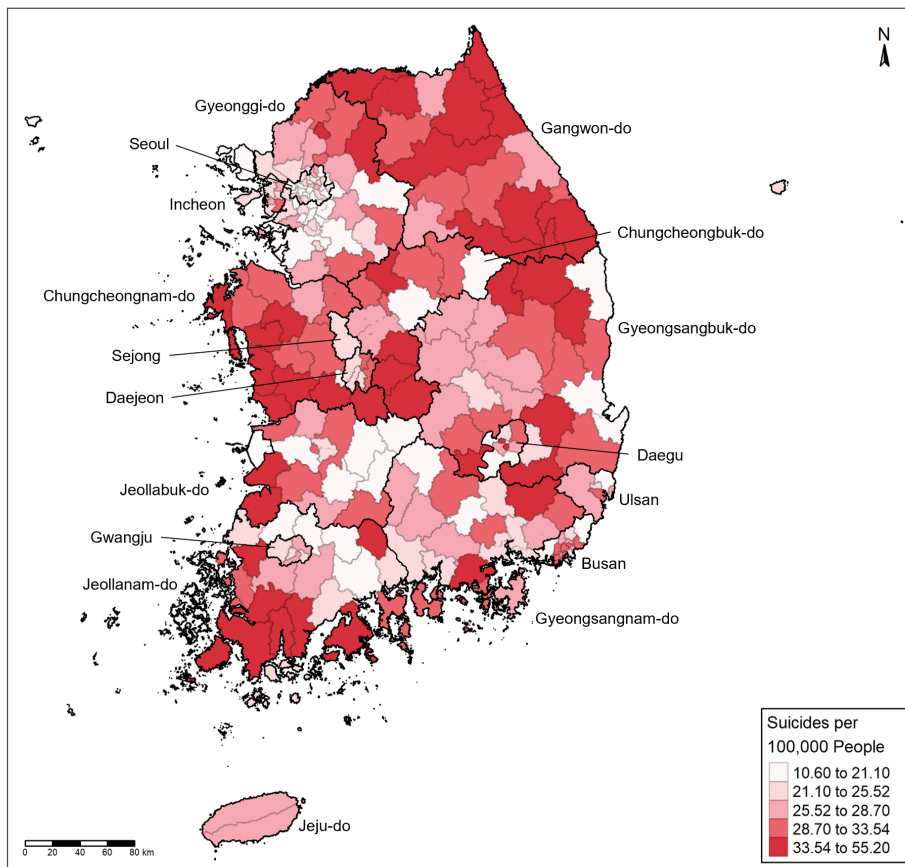 N
Gyeonggi-do
Gangwon-do
Seoul
Incheon
Chungcheongbuk-do
Chungcheongnam-do
Gyeongsangbuk-do
Sejong
Daejeon
Daegu
Jeollabuk-do
Ulsan
Gwangju
Busan
Jeollanam-do
Gyeongsangnam-do
Suicides per
100,000 People
10.60 to 21.10
21.10 to 25.52
25.52 to 28.70
28.70 to 33.54
33.54 to 55.20
Jeju-do
0 20 40 60 80 km